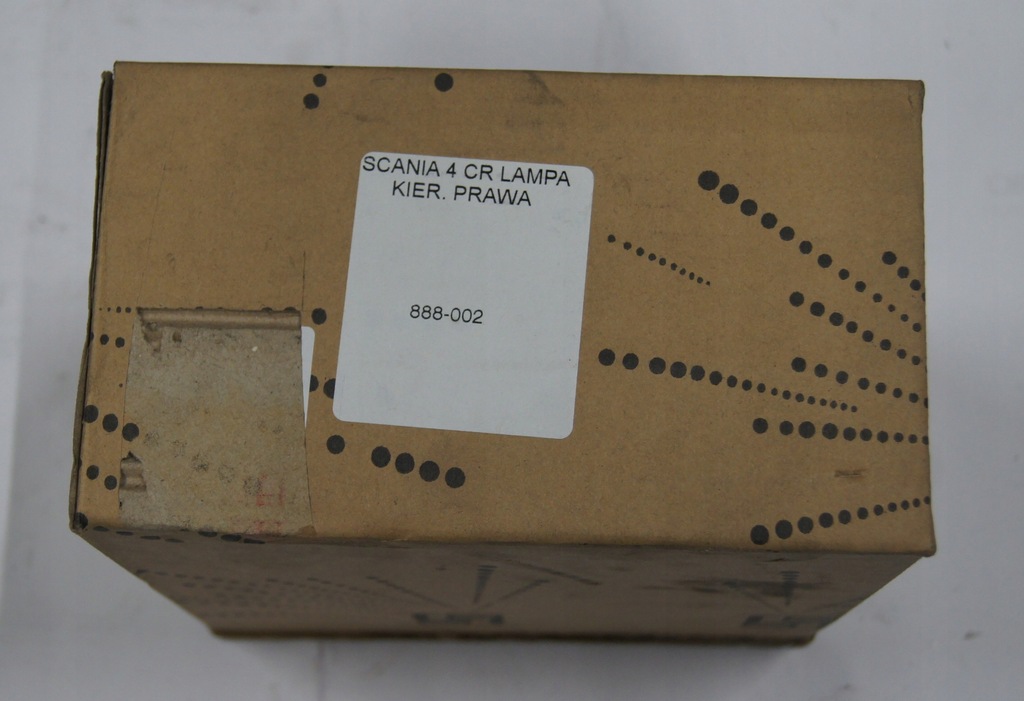 SCANIA 4 CR LAMPA
KIER. PRAWA
888-002